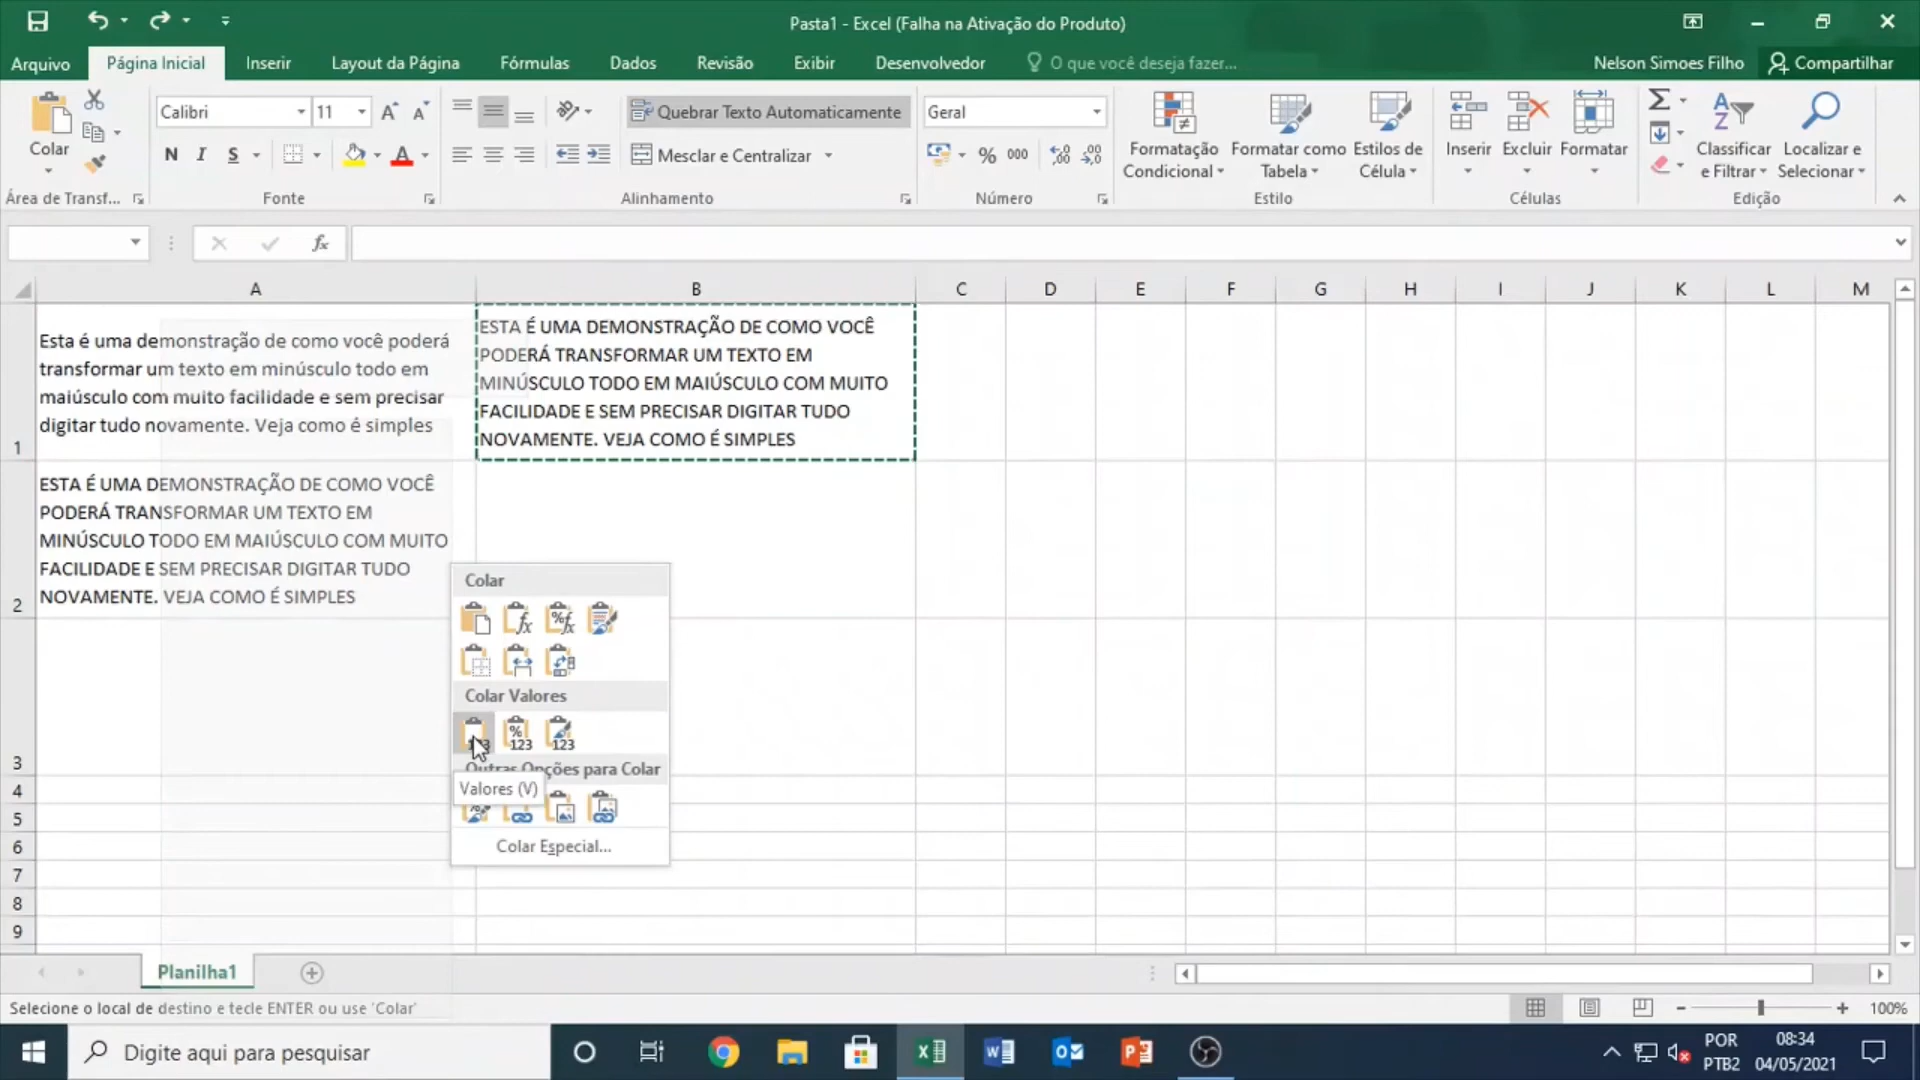 Pasta1 - Excel (Falha na Ativação do Produto)
Arquivo Página Inicial Inserir Layout da Página Fórmulas Dados Revisão Exibir Desenvolvedor O que você deseja fazer... Nelson Simoes Filho Compartilhar
Colar
Calibri 11
N I S
Quebrar Texto Automaticamente
Mesclar e Centralizar
Geral
% 000
Formatação Condicional
Formatar como Tabela
Estilos de Célula
Inserir Excluir Formatar
Classificar e Filtrar
Localizar e Selecionar
Área de Transf... Fonte Alinhamento Número Estilo Células Edição
fx
A B C D E F G H I J K L M
1
Esta é uma demonstração de como você poderá
transformar um texto em minúsculo todo em
maiúsculo com muito facilidade e sem precisar
digitar tudo novamente. Veja como é simples
ESTA É UMA DEMONSTRAÇÃO DE COMO VOCÊ
PODERÁ TRANSFORMAR UM TEXTO EM
MINÚSCULO TODO EM MAIÚSCULO COM MUITO
FACILIDADE E SEM PRECISAR DIGITAR TUDO
NOVAMENTE. VEJA COMO É SIMPLES
2
ESTA É UMA DEMONSTRAÇÃO DE COMO VOCÊ
PODERÁ TRANSFORMAR UM TEXTO EM
MINÚSCULO TODO EM MAIÚSCULO COM MUITO
FACILIDADE E SEM PRECISAR DIGITAR TUDO
NOVAMENTE. VEJA COMO É SIMPLES
Colar
Colar Valores
Outras Opções para Colar
Valores (V)
Colar Especial...
3
4
5
6
7
8
9
Planilha1
Selecione o local de destino e tecle ENTER ou use 'Colar'
100%
Digite aqui para pesquisar
POR
PTB2
08:34
04/05/2021